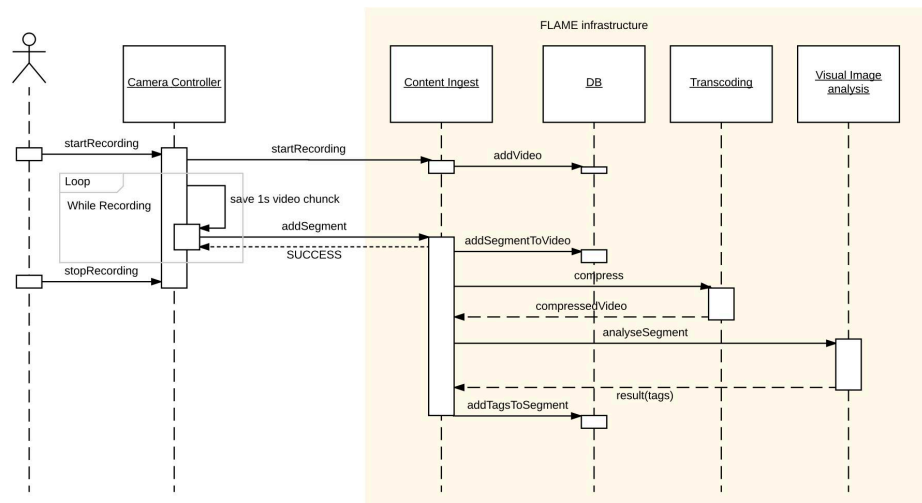 FLAME infrastructure
Camera Controller
Content Ingest
DB
Transcoding
Visual Image
analysis
startRecording
startRecording
addVideo
Loop
While Recording
save 1s video chunck
addSegment
SUCCESS
addSegmentToVideo
stopRecording
compress
compressedVideo
analyseSegment
result(tags)
addTagsToSegment